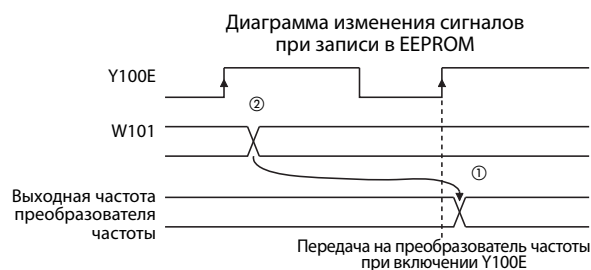 Диаграмма изменения сигналов
при записи в EEPROM
Y100E
②
W101
①
Выходная частота
преобразователя
частоты
Передача на преобразователь частоты
при включении Y100E